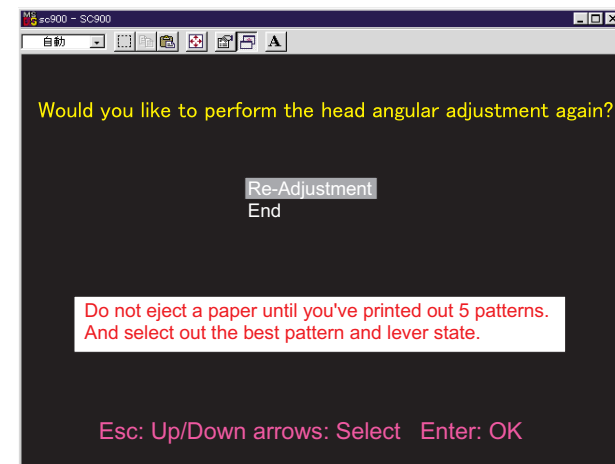 sc900 - SC900
自動
A
Would you like to perform the head angular adjustment again?
Re-Adjustment
End
Do not eject a paper until you've printed out 5 patterns.
And select out the best pattern and lever state.
Esc: Up/Down arrows: Select Enter: OK